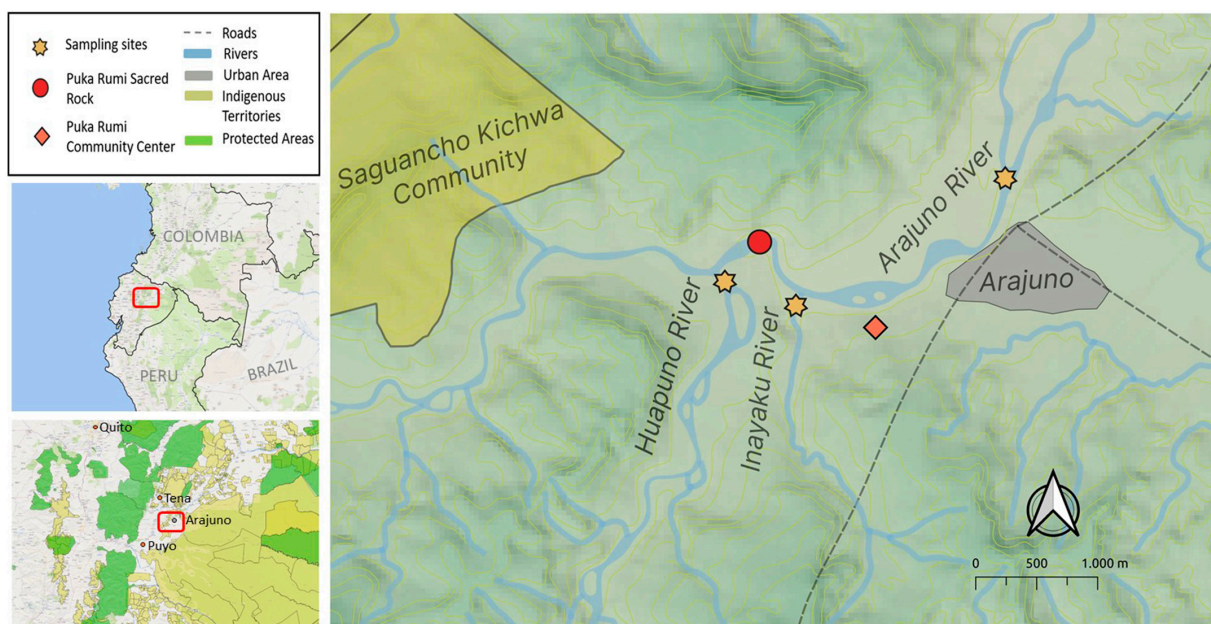 Sampling sites
Puka Rumi Sacred
Rock
Puka Rumi
Community Center
Roads
Rivers
Urban Area
Indigenous
Territories
Protected Areas
COLOMBIA
PERU
BRAZIL
Quito
Tena
Arajuno
Puyo
Saguancho Kichwa
Community
Arajuno River
Arajuno
Huapuno River
Inayaku River
0 500 1.000 m